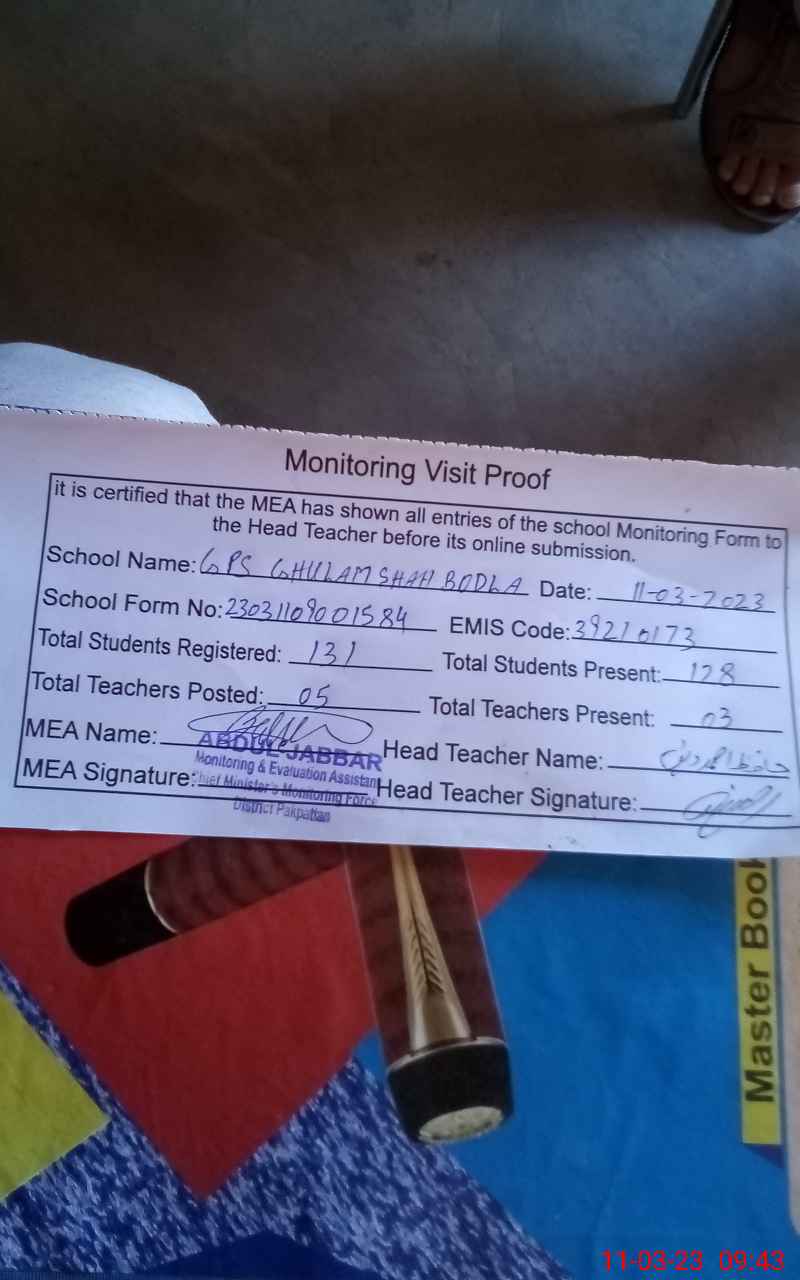 Monitoring Visit Proof
it is certified that the MEA has shown all entries of the school Monitoring Form to
the Head Teacher before its online submission.
School Name: GPS GHULAM SHAH BODLA Date: 11-03-2023
School Form No: 23031109001584 EMIS Code: 39210173
Total Students Registered: 131 Total Students Present: 128
Total Teachers Posted: 05 Total Teachers Present: 03
MEA Name: Head Teacher Name: حافظ
ABDUL JABBAR
Monitoring & Evaluation Assistant
MEA Signature: Head Teacher Signature:
Chief Minister's Monitoring Force
District Pakpattan
Master Book
11-03-23 09:43